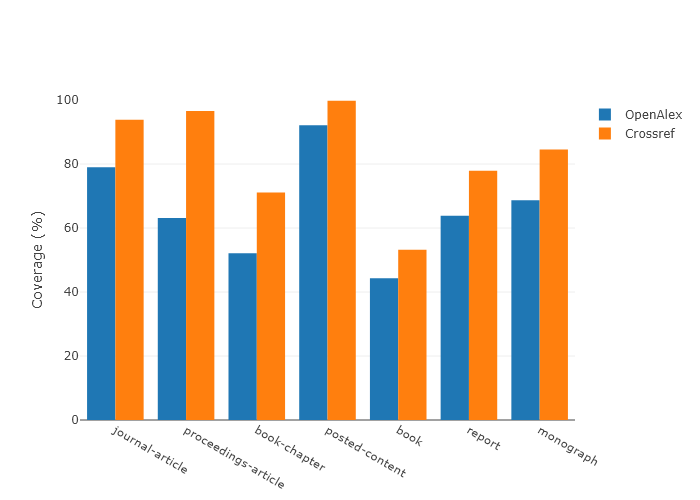 100
80
60
40
20
0
Coverage (%)
journal-article
proceedings-article
book-chapter
posted-content
book
report
monograph
OpenAlex
Crossref